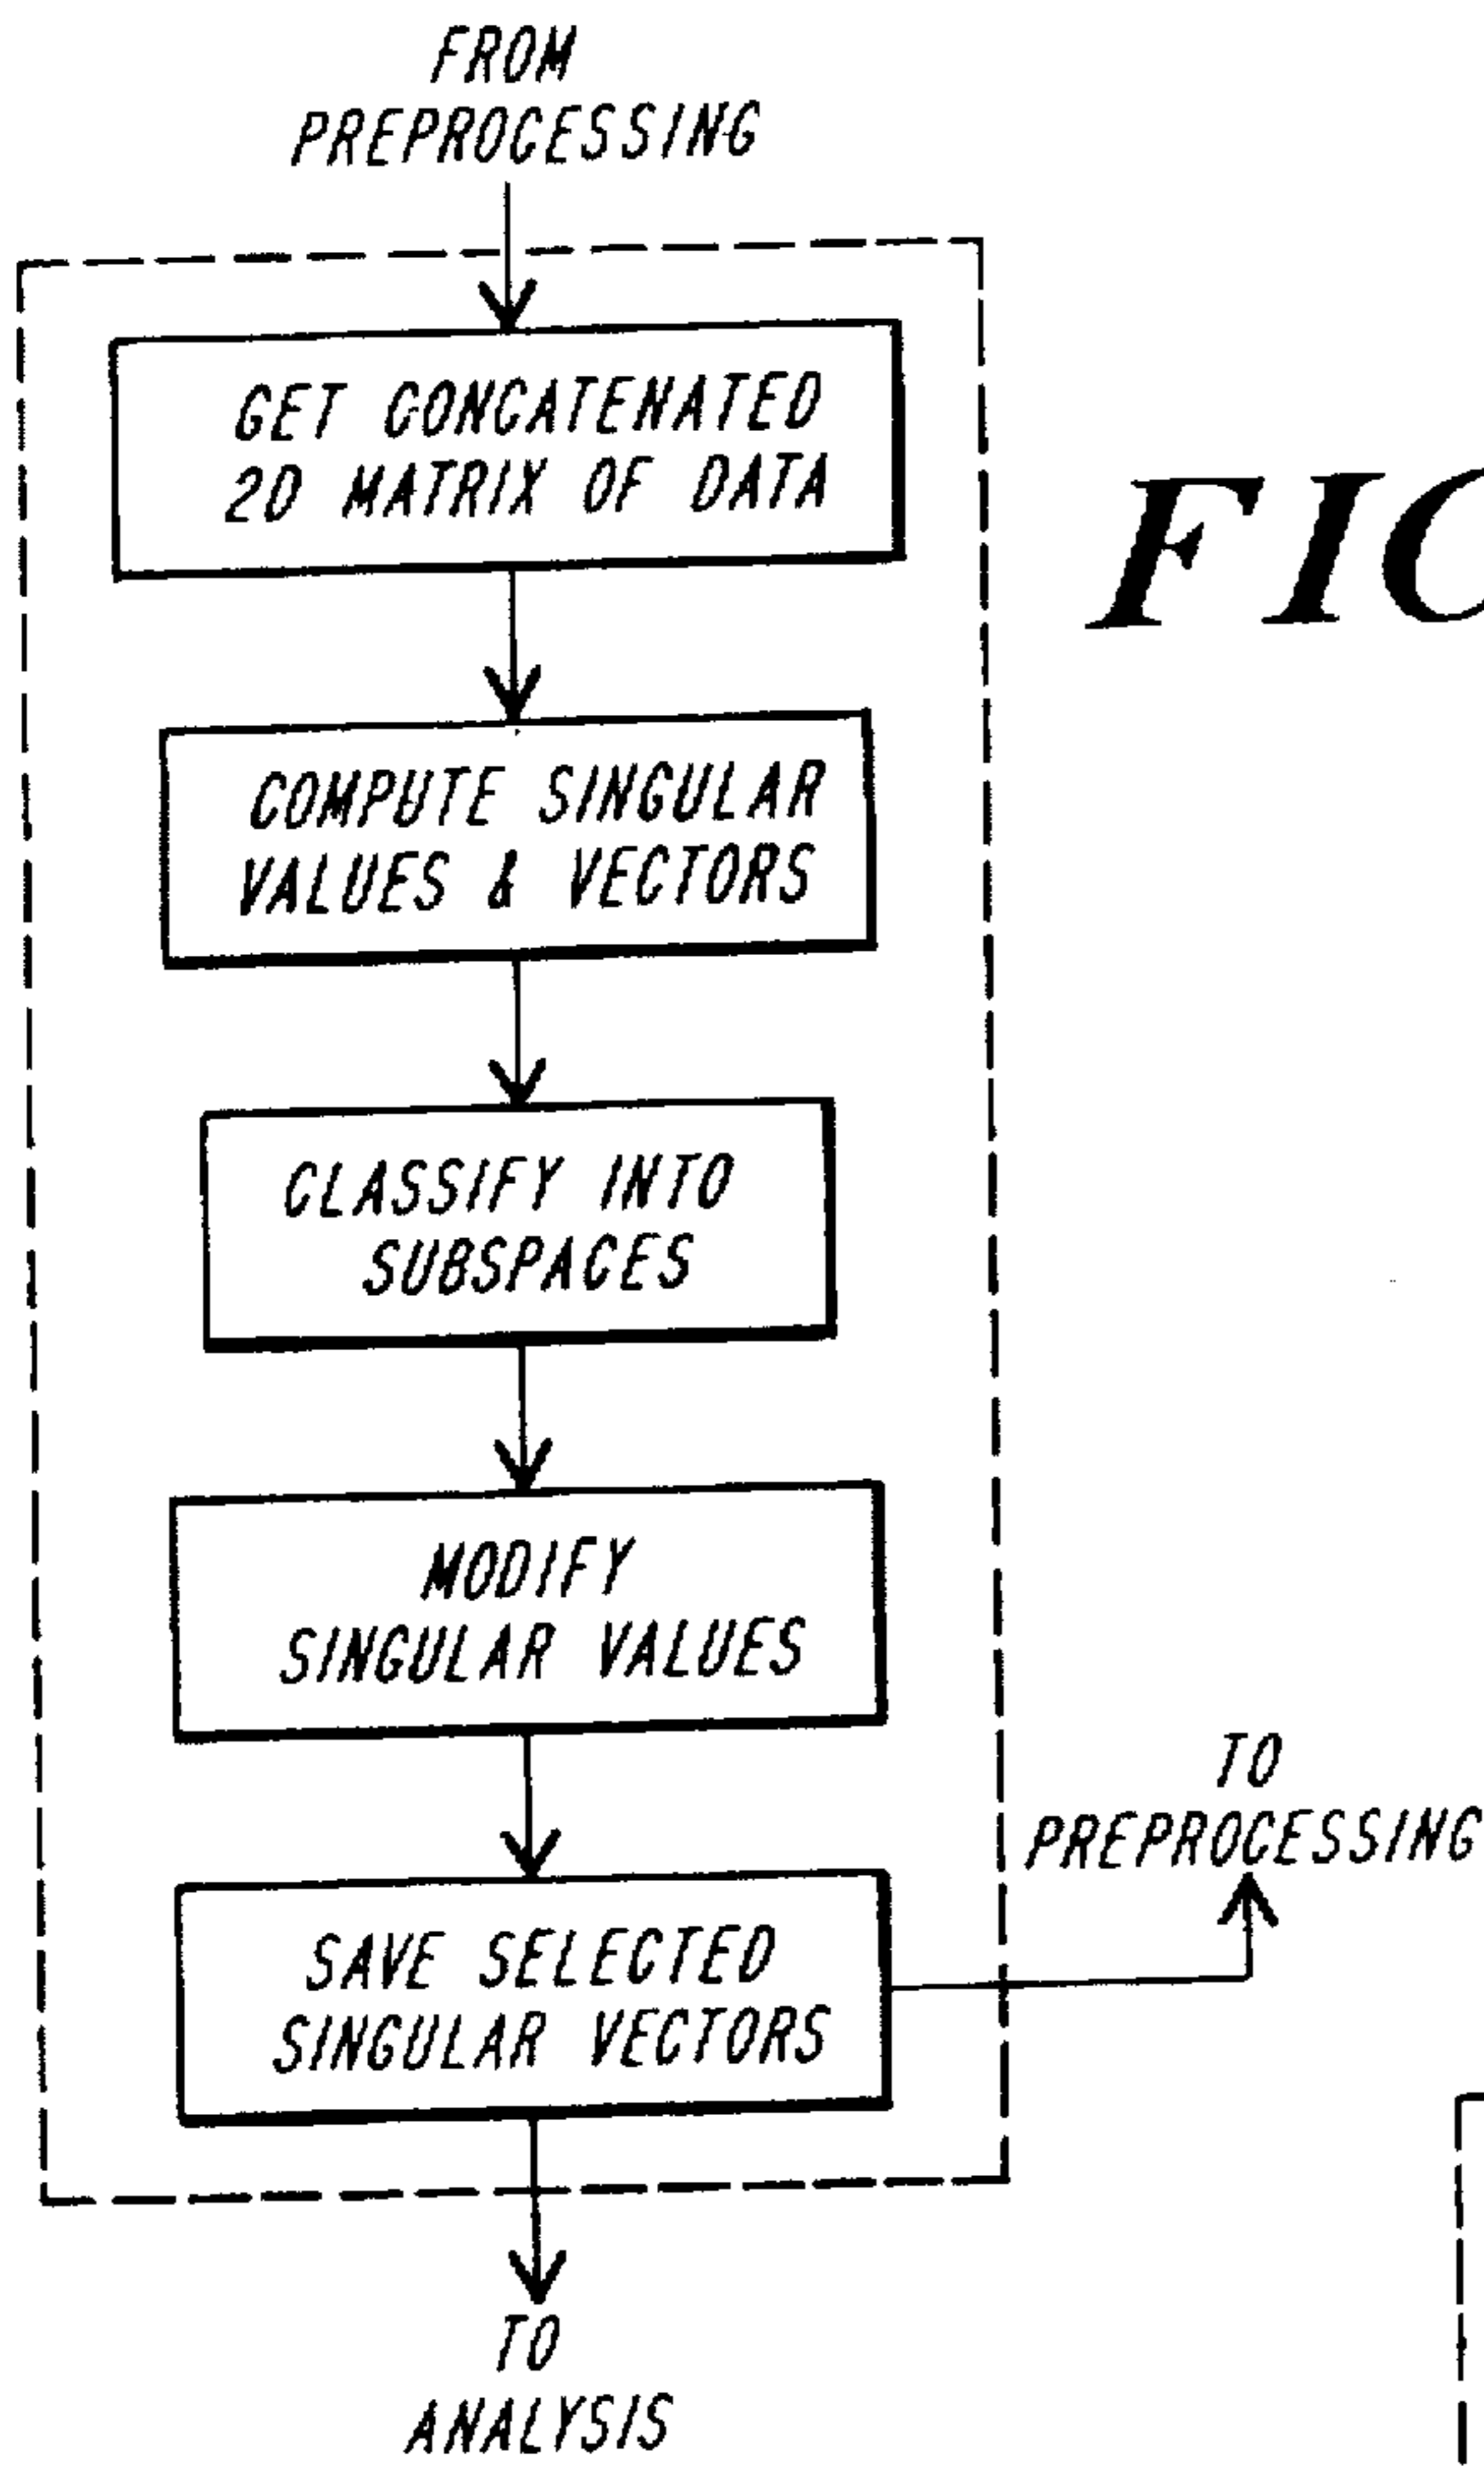 FROM
PREPROCESSING
GET CONCATENATED
2D MATRIX OF DATA
COMPUTE SINGULAR
VALUES & VECTORS
CLASSIFY INTO
SUBSPACES
MODIFY
SINGULAR VALUES
SAVE SELECTED
SINGULAR VECTORS
TO
PREPROCESSING
TO
ANALYSIS